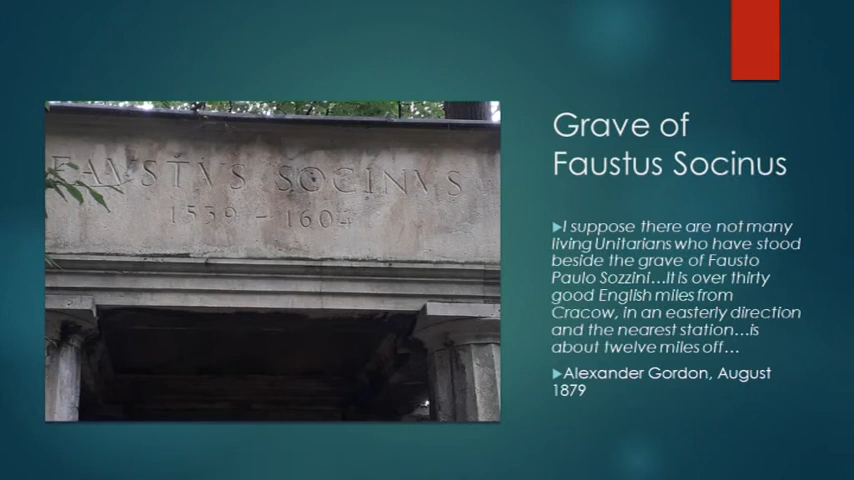 FAVSTVS SOCINVS
1539 - 1604
Grave of
Faustus Socinus
I suppose there are not many
living Unitarians who have stood
beside the grave of Fausto
Paulo Sozzini…It is over thirty
good English miles from
Cracow, in an easterly direction
and the nearest station…is
about twelve miles off…
Alexander Gordon, August
1879